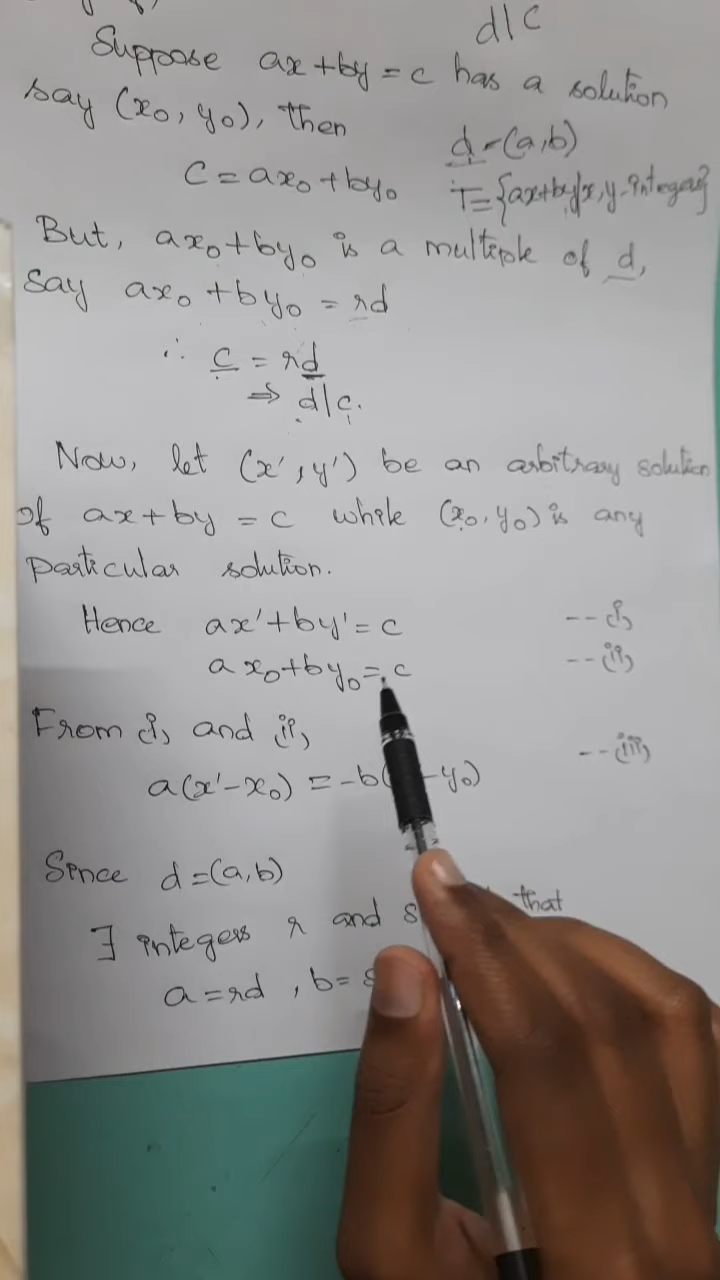 d|c
Suppose ax+by=c has a solution
say (x₀, y₀), then
d=(a,b)
c = ax₀+by₀
T={ax+by|x,y-integers}
But, ax₀+by₀ is a multiple of d,
say ax₀+by₀ = rd
∴ c = rd
⇒ d|c.
Now, let (x', y') be an arbitrary solution
of ax+by = c while (x₀, y₀) is any
particular solution.
Hence ax'+by'=c --(i)
ax₀+by₀=c --(ii)
From (i) and (ii),
a(x'-x₀) = -b( -y₀) --(iii)
Since d=(a,b)
∃ integers r and s that
a=rd, b=